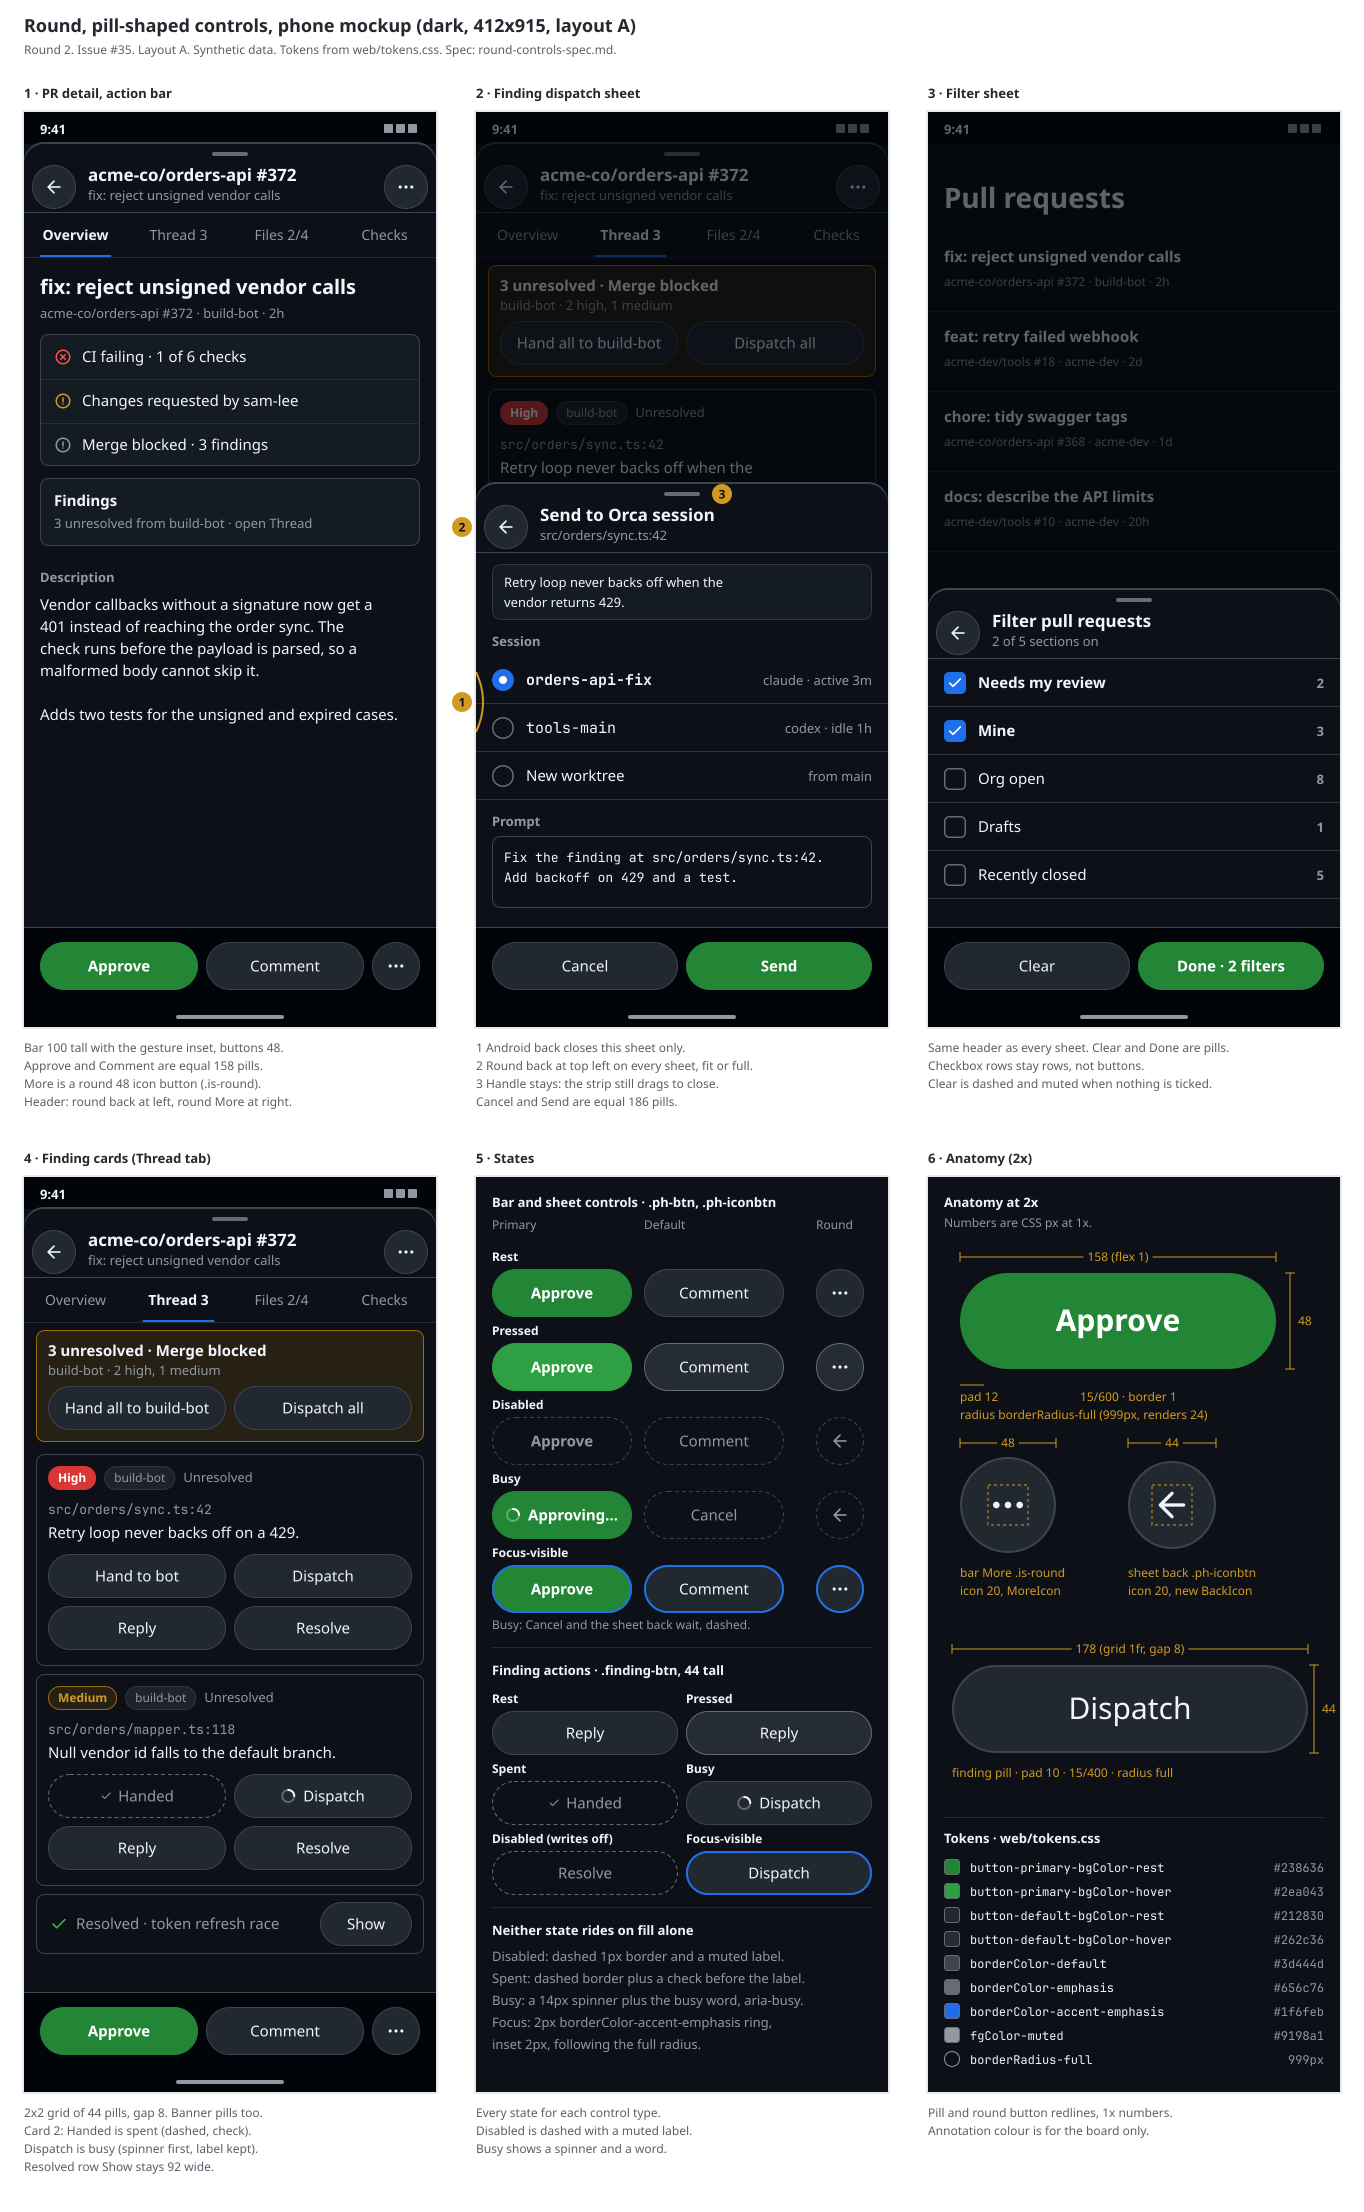 Round, pill-shaped controls, phone mockup (dark, 412x915, layout A)
Round 2. Issue #35. Layout A. Synthetic data. Tokens from web/tokens.css. Spec: round-controls-spec.md.
1 · PR detail, action bar
9:41
acme-co/orders-api #372
fix: reject unsigned vendor calls
Overview Thread 3 Files 2/4 Checks
fix: reject unsigned vendor calls
acme-co/orders-api #372 · build-bot · 2h
CI failing · 1 of 6 checks
Changes requested by sam-lee
Merge blocked · 3 findings
Findings
3 unresolved from build-bot · open Thread
Description
Vendor callbacks without a signature now get a
401 instead of reaching the order sync. The
check runs before the payload is parsed, so a
malformed body cannot skip it.
Adds two tests for the unsigned and expired cases.
Approve Comment
Bar 100 tall with the gesture inset, buttons 48.
Approve and Comment are equal 158 pills.
More is a round 48 icon button (.is-round).
Header: round back at left, round More at right.
2 · Finding dispatch sheet
9:41
acme-co/orders-api #372
fix: reject unsigned vendor calls
Overview Thread 3 Files 2/4 Checks
3 unresolved · Merge blocked
build-bot · 2 high, 1 medium
Hand all to build-bot Dispatch all
High build-bot Unresolved
src/orders/sync.ts:42
Retry loop never backs off when the
3
2
Send to Orca session
src/orders/sync.ts:42
Retry loop never backs off when the
vendor returns 429.
Session
orders-api-fix claude · active 3m
1
tools-main codex · idle 1h
New worktree from main
Prompt
Fix the finding at src/orders/sync.ts:42.
Add backoff on 429 and a test.
Cancel Send
1 Android back closes this sheet only.
2 Round back at top left on every sheet, fit or full.
3 Handle stays: the strip still drags to close.
Cancel and Send are equal 186 pills.
3 · Filter sheet
9:41
Pull requests
fix: reject unsigned vendor calls
acme-co/orders-api #372 · build-bot · 2h
feat: retry failed webhook
acme-dev/tools #18 · acme-dev · 2d
chore: tidy swagger tags
acme-co/orders-api #368 · acme-dev · 1d
docs: describe the API limits
acme-dev/tools #10 · acme-dev · 20h
Filter pull requests
2 of 5 sections on
Needs my review 2
Mine 3
Org open 8
Drafts 1
Recently closed 5
Clear Done · 2 filters
Same header as every sheet. Clear and Done are pills.
Checkbox rows stay rows, not buttons.
Clear is dashed and muted when nothing is ticked.
4 · Finding cards (Thread tab)
9:41
acme-co/orders-api #372
fix: reject unsigned vendor calls
Overview Thread 3 Files 2/4 Checks
3 unresolved · Merge blocked
build-bot · 2 high, 1 medium
Hand all to build-bot Dispatch all
High build-bot Unresolved
src/orders/sync.ts:42
Retry loop never backs off on a 429.
Hand to bot Dispatch
Reply Resolve
Medium build-bot Unresolved
src/orders/mapper.ts:118
Null vendor id falls to the default branch.
Handed Dispatch
Reply Resolve
Resolved · token refresh race Show
Approve Comment
2x2 grid of 44 pills, gap 8. Banner pills too.
Card 2: Handed is spent (dashed, check).
Dispatch is busy (spinner first, label kept).
Resolved row Show stays 92 wide.
5 · States
Bar and sheet controls · .ph-btn, .ph-iconbtn
Primary Default Round
Rest
Approve Comment
Pressed
Approve Comment
Disabled
Approve Comment
Busy
Approving... Cancel
Focus-visible
Approve Comment
Busy: Cancel and the sheet back wait, dashed.
Finding actions · .finding-btn, 44 tall
Rest Pressed
Reply Reply
Spent Busy
Handed Dispatch
Disabled (writes off) Focus-visible
Resolve Dispatch
Neither state rides on fill alone
Disabled: dashed 1px border and a muted label.
Spent: dashed border plus a check before the label.
Busy: a 14px spinner plus the busy word, aria-busy.
Focus: 2px borderColor-accent-emphasis ring,
inset 2px, following the full radius.
Every state for each control type.
Disabled is dashed with a muted label.
Busy shows a spinner and a word.
6 · Anatomy (2x)
Anatomy at 2x
Numbers are CSS px at 1x.
158 (flex 1)
Approve
48
pad 12 15/600 · border 1
radius borderRadius-full (999px, renders 24)
48 44
bar More .is-round sheet back .ph-iconbtn
icon 20, MoreIcon icon 20, new BackIcon
178 (grid 1fr, gap 8)
Dispatch
44
finding pill · pad 10 · 15/400 · radius full
Tokens · web/tokens.css
button-primary-bgColor-rest #238636
button-primary-bgColor-hover #2ea043
button-default-bgColor-rest #212830
button-default-bgColor-hover #262c36
borderColor-default #3d444d
borderColor-emphasis #656c76
borderColor-accent-emphasis #1f6feb
fgColor-muted #9198a1
borderRadius-full 999px
Pill and round button redlines, 1x numbers.
Annotation colour is for the board only.